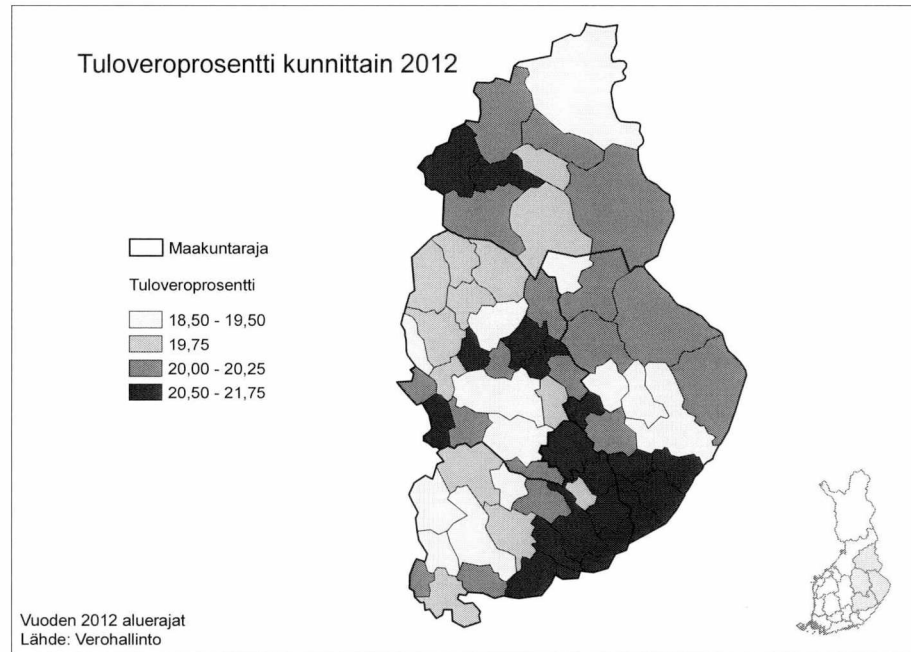 Tuloveroprosentti kunnittain 2012
Maakuntaraja
Tuloveroprosentti
18,50 - 19,50
19,75
20,00 - 20,25
20,50 - 21,75
Vuoden 2012 aluerajat
Lähde: Verohallinto